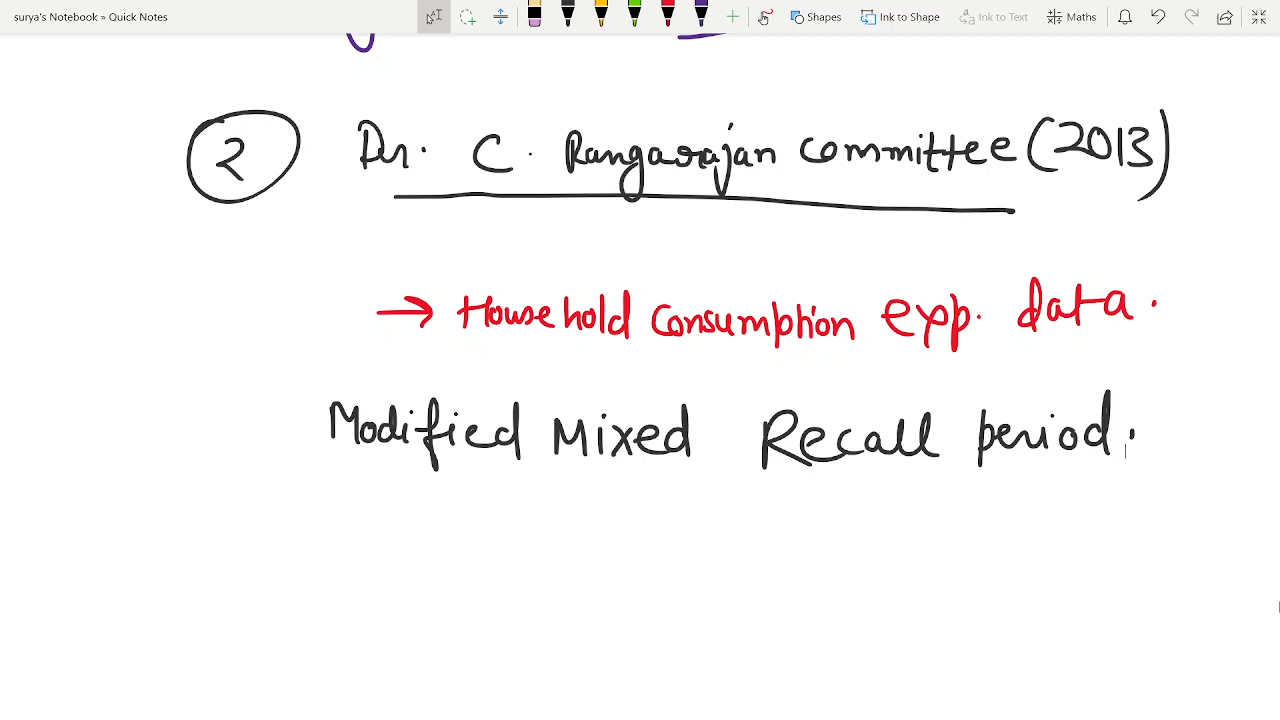 surya's Notebook » Quick Notes
Shapes Ink to Shape Ink to Text Maths
2 Dr. C. Rangarajan committee (2013)
→ Household Consumption exp. data.
Modified Mixed Recall period.